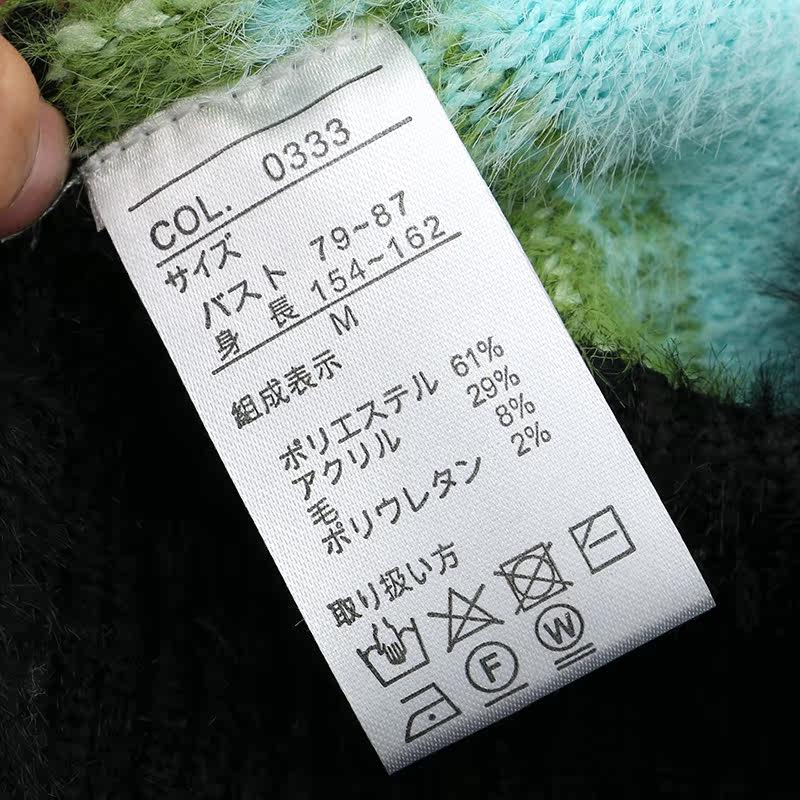 COL. 0333
サイズ
バスト 79~87
身 長 154~162
M
組成表示
ポリエステル 61%
アクリル 29%
毛 8%
ポリウレタン 2%
取り扱い方
F W